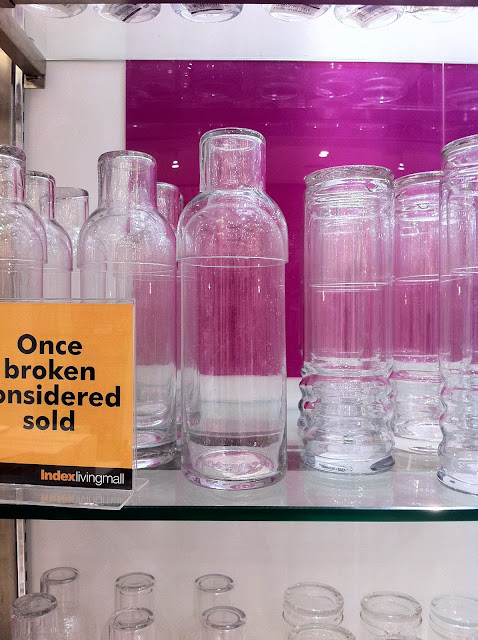 Once
broken
onsidered
sold
Indexlivingmall